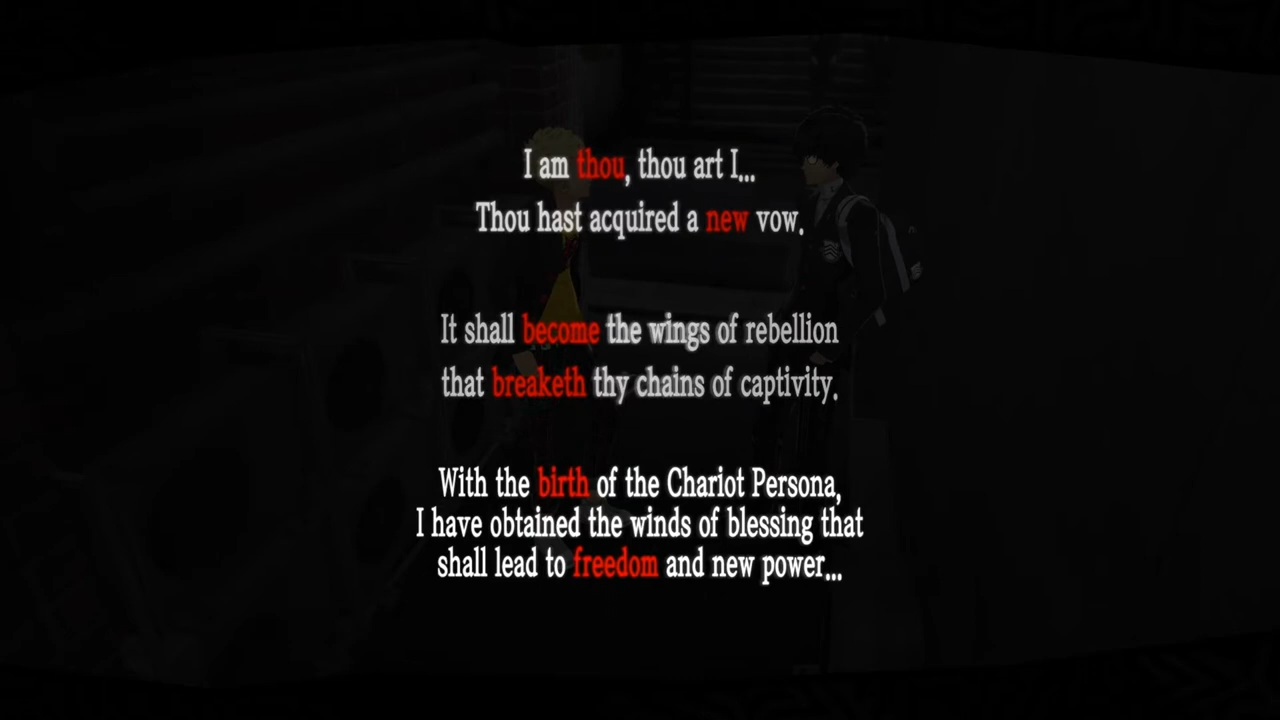 I am thou, thou art I...
Thou hast acquired a new vow.
It shall become the wings of rebellion
that breaketh thy chains of captivity.
With the birth of the Chariot Persona,
I have obtained the winds of blessing that
shall lead to freedom and new power...